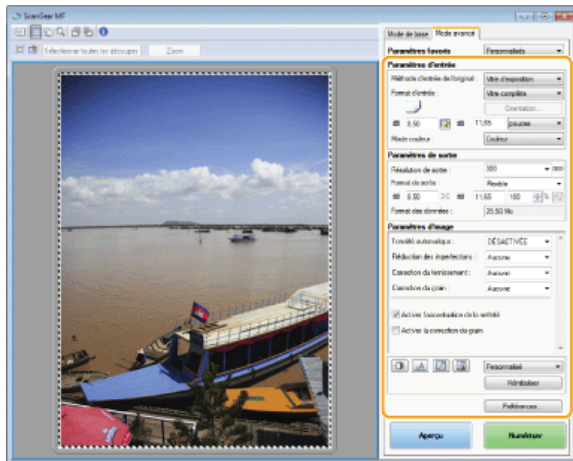 ScanGear MF
Sélectionner toutes les découpes Zoom
Mode de base Mode avancé
Paramètres favoris Personnalisés
Paramètres d'entrée
Méthode d'entrée de l'original : Vitre d'exposition
Format d'entrée : Vitre complète
Orientation...
8.50 11.65 pouces
Mode couleur : Couleur
Paramètres de sortie
Résolution de sortie : 300
Format de sortie : Flexible
8.50 11.65 100 %
Format des données : 25,50 Mo
Paramètres d'image
Tonalité automatique : DÉSACTIVÉE
Réduction des imperfections : Aucune
Correction du ternissement : Aucune
Correction du grain : Aucune
Activer l'accentuation de la netteté
Activer la correction du grain
Personnalisé
Réinitialiser
Préférences...
Aperçu Numériser